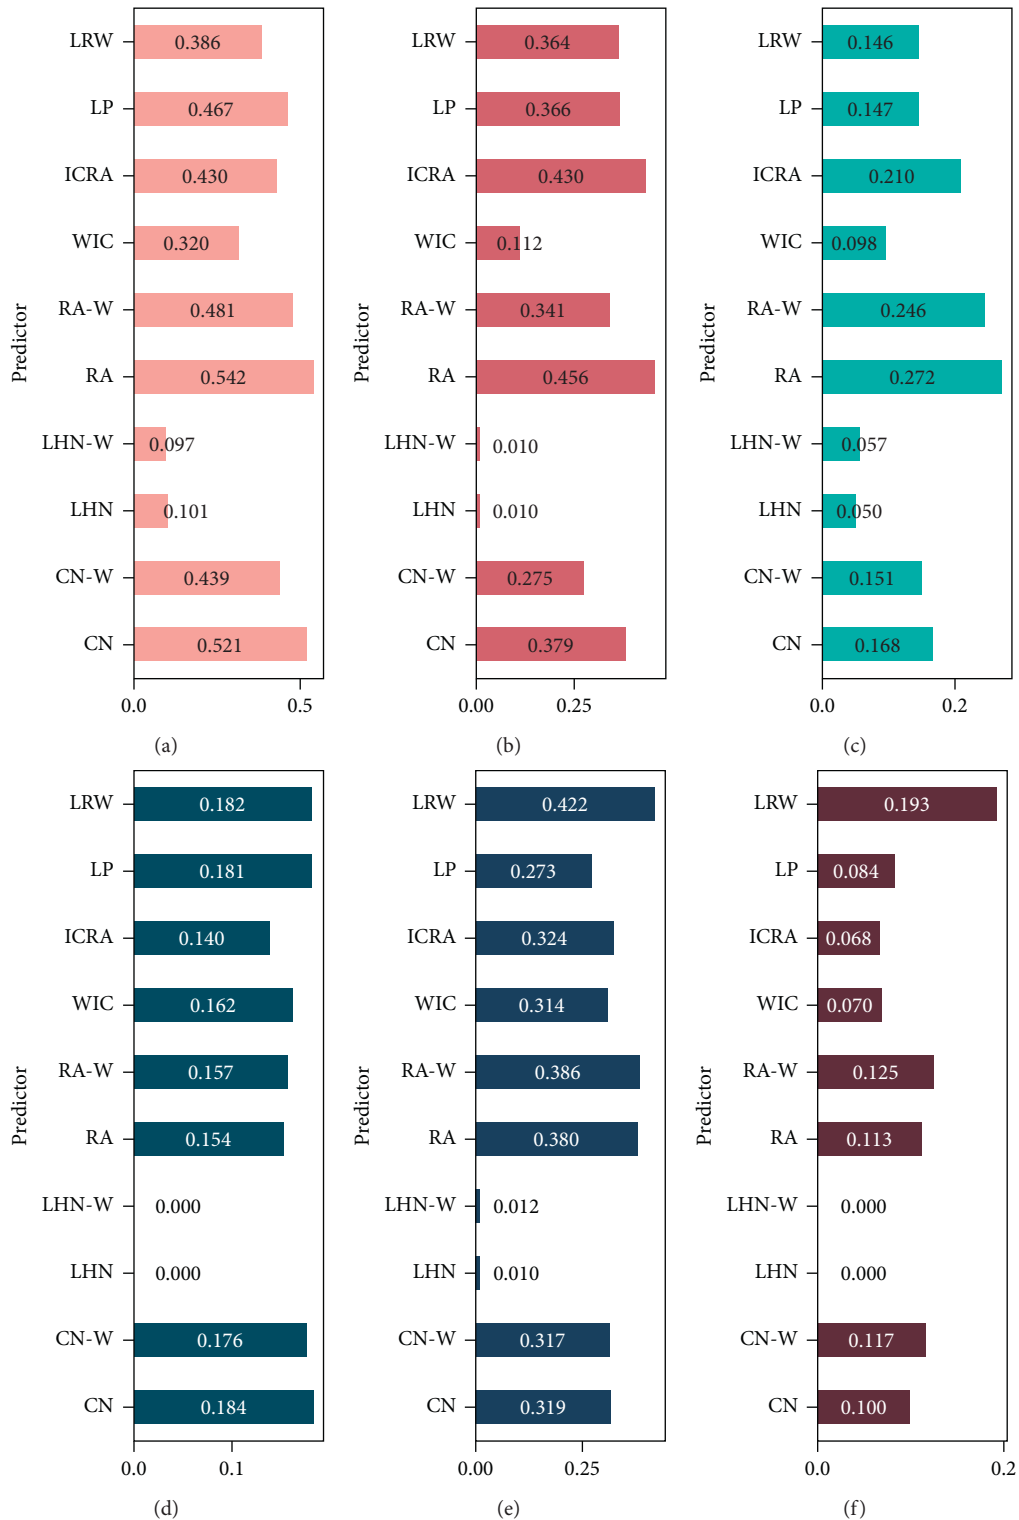 Predictor
LRW 0.386
LP 0.467
ICRA 0.430
WIC 0.320
RA-W 0.481
RA 0.542
LHN-W 0.097
LHN 0.101
CN-W 0.439
CN 0.521
0.0 0.5
(a)
Predictor
LRW 0.364
LP 0.366
ICRA 0.430
WIC 0.112
RA-W 0.341
RA 0.456
LHN-W 0.010
LHN 0.010
CN-W 0.275
CN 0.379
0.00 0.25
(b)
Predictor
LRW 0.146
LP 0.147
ICRA 0.210
WIC 0.098
RA-W 0.246
RA 0.272
LHN-W 0.057
LHN 0.050
CN-W 0.151
CN 0.168
0.0 0.2
(c)
Predictor
LRW 0.182
LP 0.181
ICRA 0.140
WIC 0.162
RA-W 0.157
RA 0.154
LHN-W 0.000
LHN 0.000
CN-W 0.176
CN 0.184
0.0 0.1
(d)
Predictor
LRW 0.422
LP 0.273
ICRA 0.324
WIC 0.314
RA-W 0.386
RA 0.380
LHN-W 0.012
LHN 0.010
CN-W 0.317
CN 0.319
0.00 0.25
(e)
Predictor
LRW 0.193
LP 0.084
ICRA 0.068
WIC 0.070
RA-W 0.125
RA 0.113
LHN-W 0.000
LHN 0.000
CN-W 0.117
CN 0.100
0.0 0.2
(f)